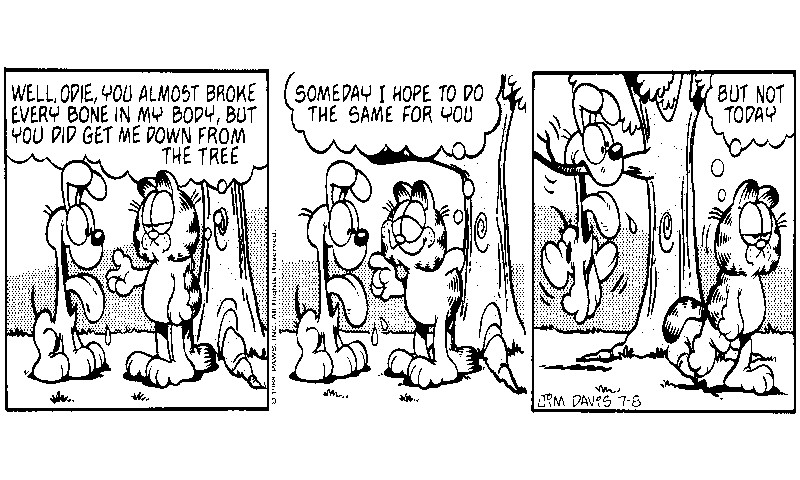 WELL, ODIE, YOU ALMOST BROKE
EVERY BONE IN MY BODY, BUT
YOU DID GET ME DOWN FROM
THE TREE
SOMEDAY I HOPE TO DO
THE SAME FOR YOU
BUT NOT
TODAY
JIM DAVIS 7-8